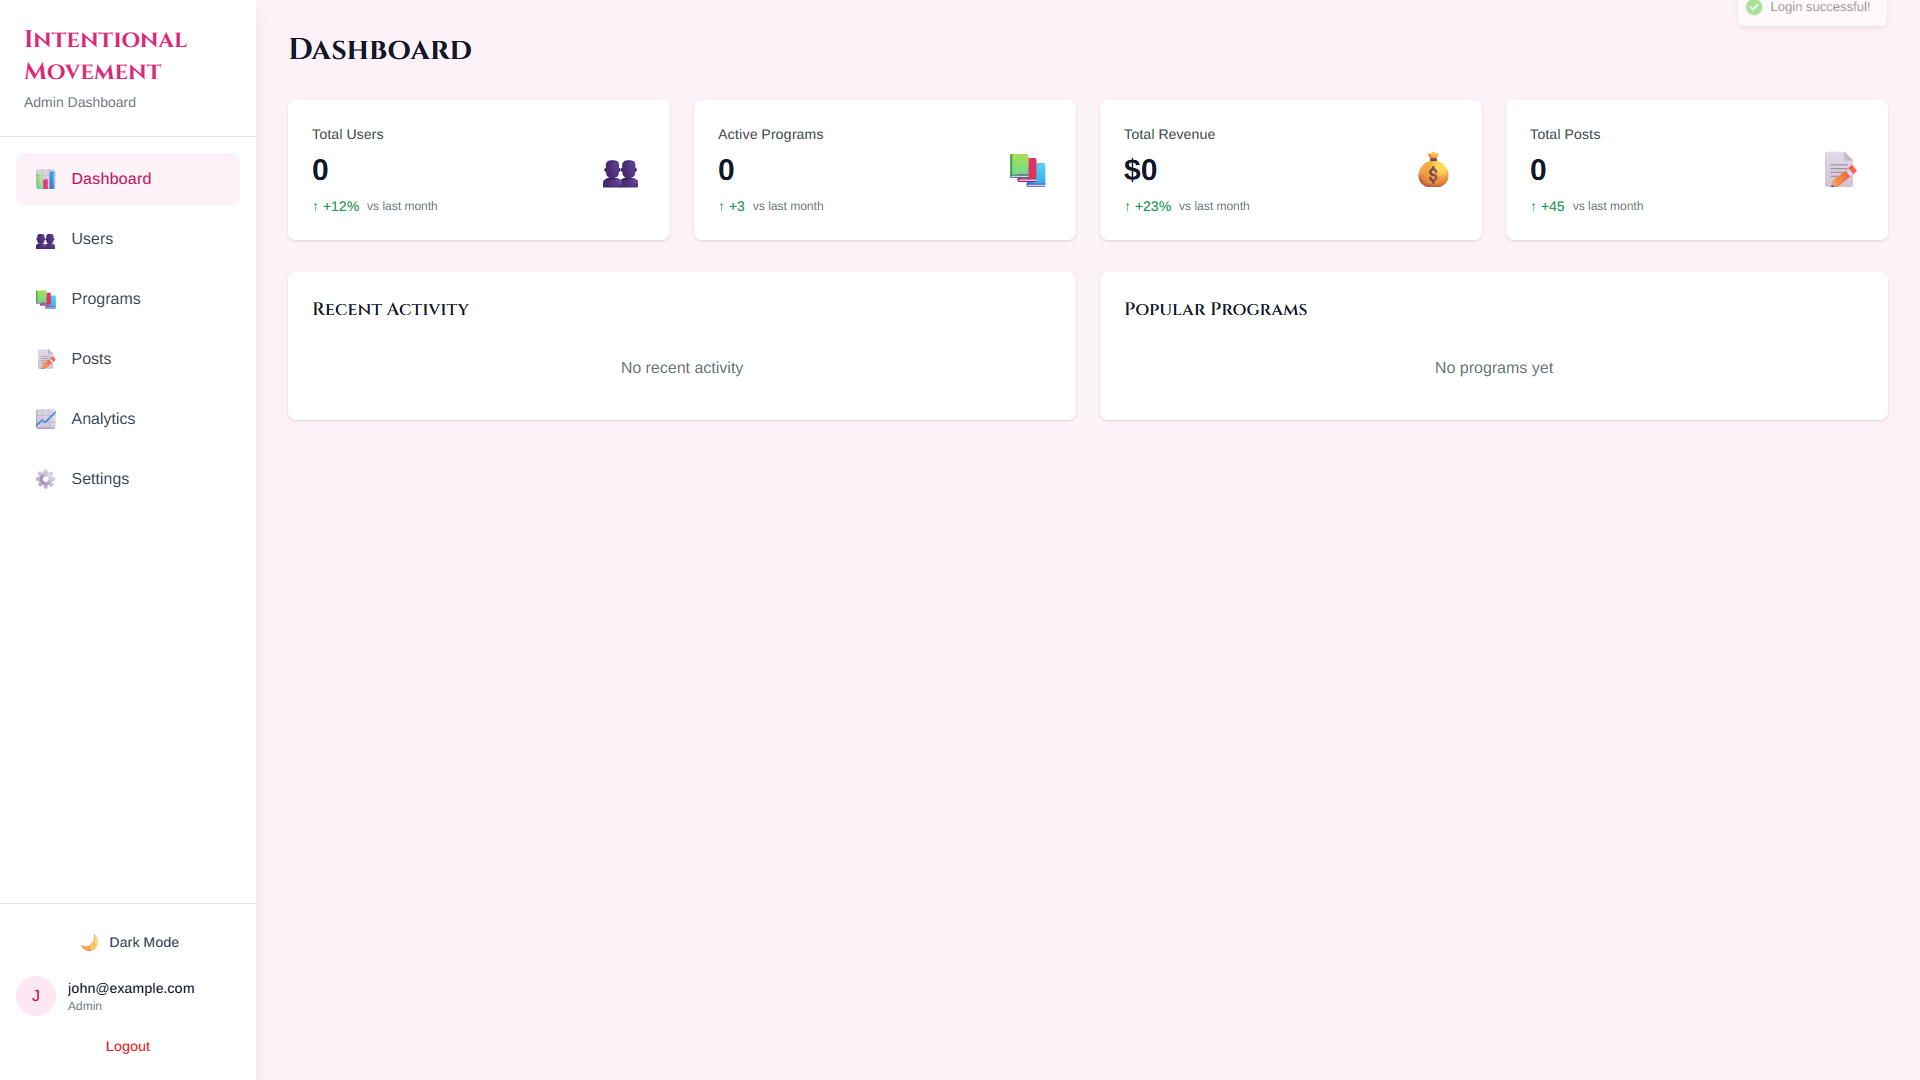 INTENTIONAL
MOVEMENT
Admin Dashboard
Dashboard
Users
Programs
Posts
Analytics
Settings
Dark Mode
J
john@example.com
Admin
Logout
Login successful!
DASHBOARD
Total Users
0
↑ +12% vs last month
Active Programs
0
↑ +3 vs last month
Total Revenue
$0
↑ +23% vs last month
Total Posts
0
↑ +45 vs last month
RECENT ACTIVITY
No recent activity
POPULAR PROGRAMS
No programs yet